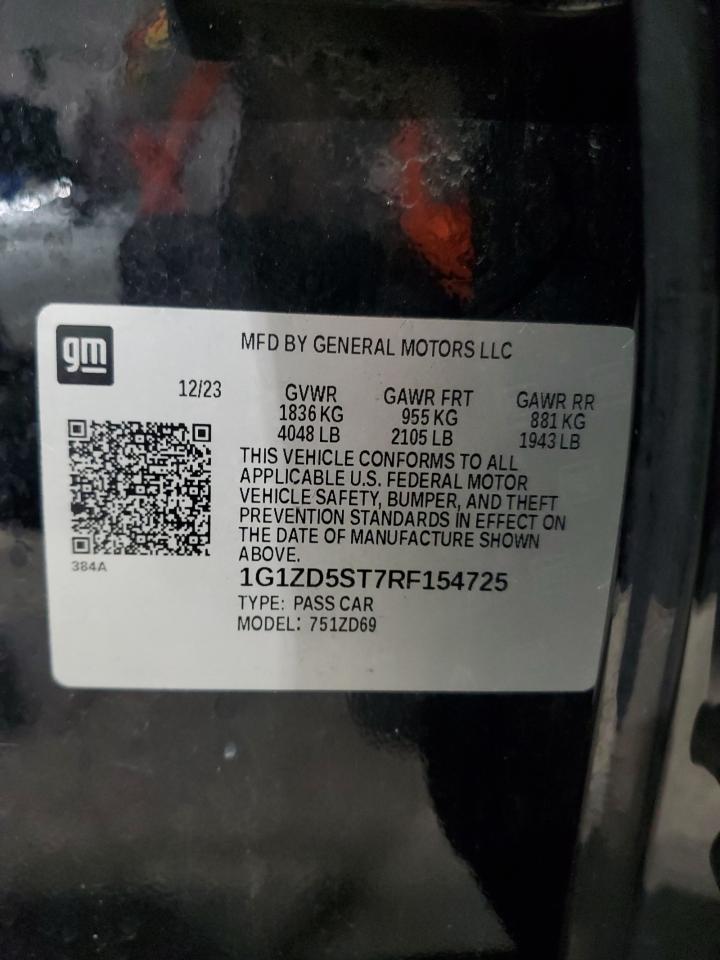 gm
MFD BY GENERAL MOTORS LLC
12/23 GVWR GAWR FRT GAWR RR
1836 KG 955 KG 881 KG
4048 LB 2105 LB 1943 LB
THIS VEHICLE CONFORMS TO ALL
APPLICABLE U.S. FEDERAL MOTOR
VEHICLE SAFETY, BUMPER, AND THEFT
PREVENTION STANDARDS IN EFFECT ON
THE DATE OF MANUFACTURE SHOWN
ABOVE.
384A
1G1ZD5ST7RF154725
TYPE: PASS CAR
MODEL: 751ZD69